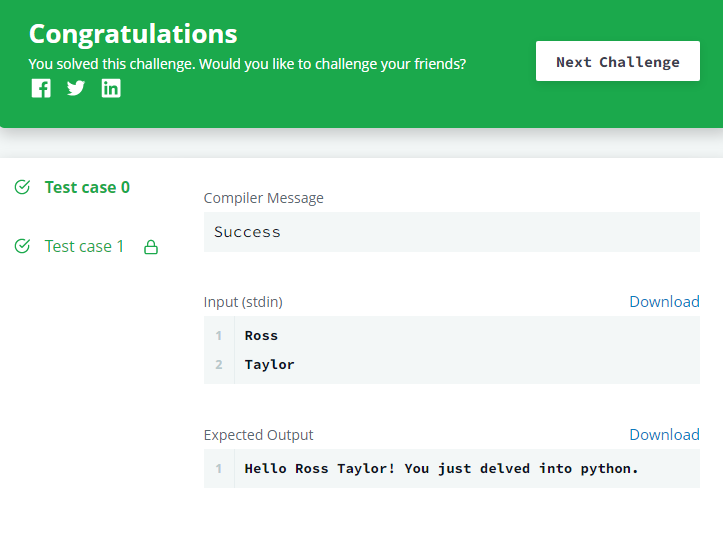 Congratulations
You solved this challenge. Would you like to challenge your friends?
Next Challenge
Test case 0
Test case 1
Compiler Message
Success
Input (stdin)
Download
1 Ross
2 Taylor
Expected Output
Download
1 Hello Ross Taylor! You just delved into python.